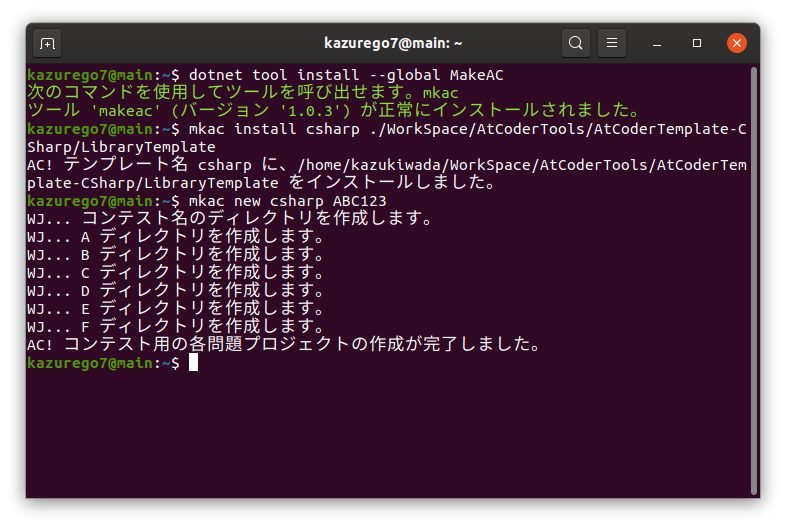 kazurego7@main: ~
kazurego7@main:~$ dotnet tool install --global MakeAC
次のコマンドを使用してツールを呼び出せます。mkac
ツール 'makeac' (バージョン '1.0.3') が正常にインストールされました。
kazurego7@main:~$ mkac install csharp ./WorkSpace/AtCoderTools/AtCoderTemplate-C
Sharp/LibraryTemplate
AC! テンプレート名 csharp に、/home/kazukiwada/WorkSpace/AtCoderTools/AtCoderTem
plate-CSharp/LibraryTemplate をインストールしました。
kazurego7@main:~$ mkac new csharp ABC123
WJ... コンテスト名のディレクトリを作成します。
WJ... A ディレクトリを作成します。
WJ... B ディレクトリを作成します。
WJ... C ディレクトリを作成します。
WJ... D ディレクトリを作成します。
WJ... E ディレクトリを作成します。
WJ... F ディレクトリを作成します。
AC! コンテスト用の各問題プロジェクトの作成が完了しました。
kazurego7@main:~$